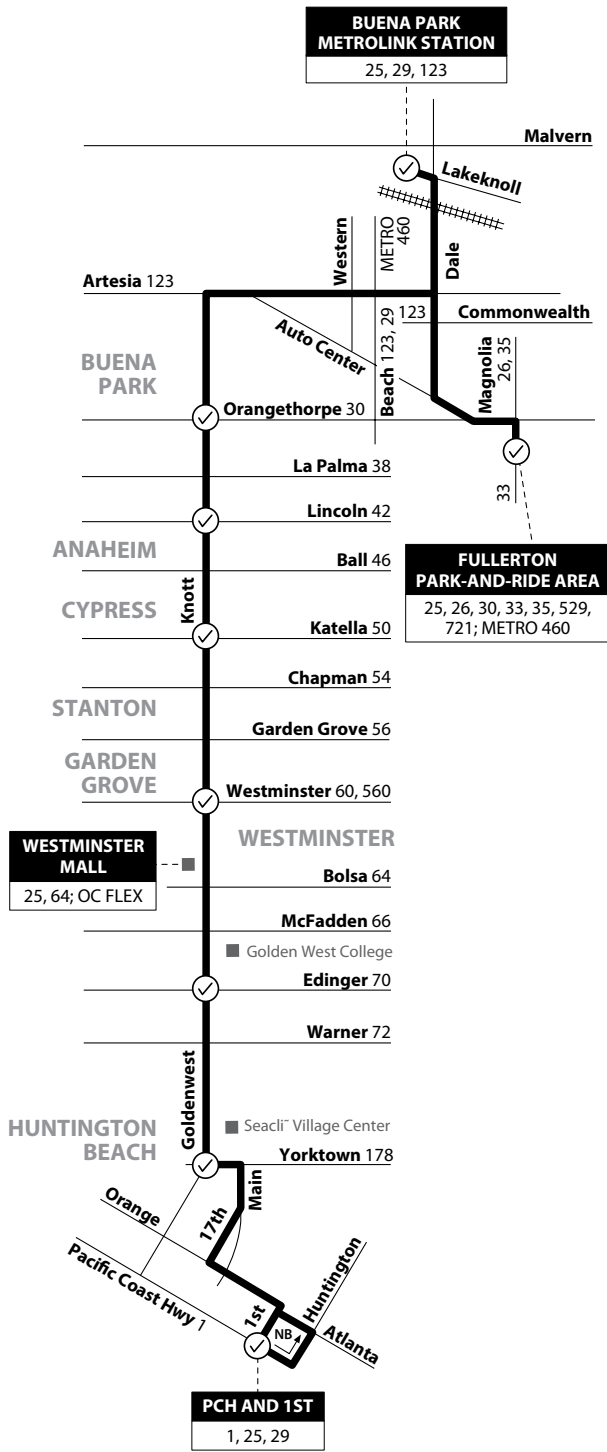 BUENA PARK
METROLINK STATION
25, 29, 123
Malvern
Lakeknoll
METRO
460
Western
Dale
Artesia 123
123
Commonwealth
Auto Center
Beach 123, 29
Magnolia
26, 35
BUENA
PARK
Orangethorpe 30
33
La Palma 38
Lincoln 42
ANAHEIM
Ball 46
FULLERTON
PARK-AND-RIDE AREA
25, 26, 30, 33, 35, 529,
721; METRO 460
Knott
CYPRESS
Katella 50
Chapman 54
STANTON
Garden Grove 56
GARDEN
GROVE
Westminster 60, 560
WESTMINSTER
WESTMINSTER
MALL
25, 64; OC FLEX
Bolsa 64
McFadden 66
Golden West College
Edinger 70
Warner 72
Goldenwest
Seacli˜ Village Center
HUNTINGTON
BEACH
Yorktown 178
Main
Orange
17th
Pacific Coast Hwy 1
1st
NB
Huntington
Atlanta
PCH AND 1ST
1, 25, 29